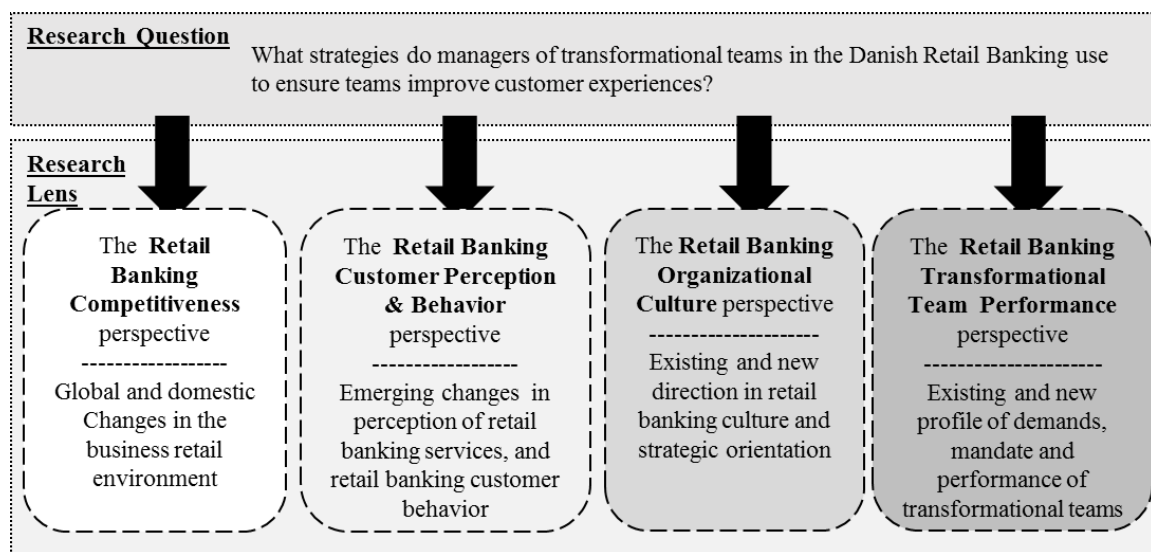 Research Question
What strategies do managers of transformational teams in the Danish Retail Banking use
to ensure teams improve customer experiences?
Research
Lens
The Retail
Banking
Competitiveness
perspective
--------------------
Global and domestic
Changes in the
business retail
environment
The Retail Banking
Customer Perception
& Behavior
perspective
--------------------
Emerging changes in
perception of retail
banking services, and
retail banking customer
behavior
The Retail Banking
Organizational
Culture perspective
--------------------
Existing and new
direction in retail
banking culture and
strategic orientation
The Retail Banking
Transformational
Team Performance
perspective
--------------------
Existing and new
profile of demands,
mandate and
performance of
transformational teams